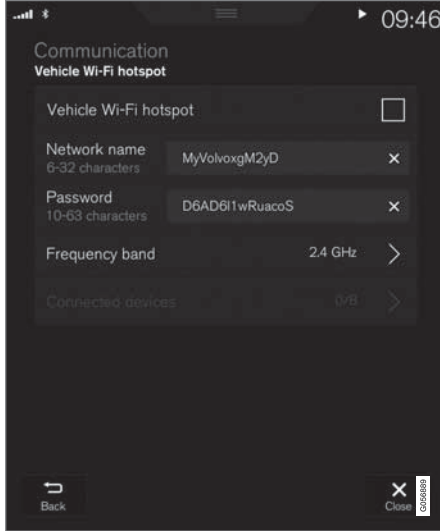 09:46
Communication
Vehicle Wi-Fi hotspot
Vehicle Wi-Fi hotspot
Network name
6-32 characters
MyVolvoxgM2yD
Password
10-63 characters
D6AD6I1wRuacoS
Frequency band
2.4 GHz
Connected devices
0/8
Back
Close
G056889